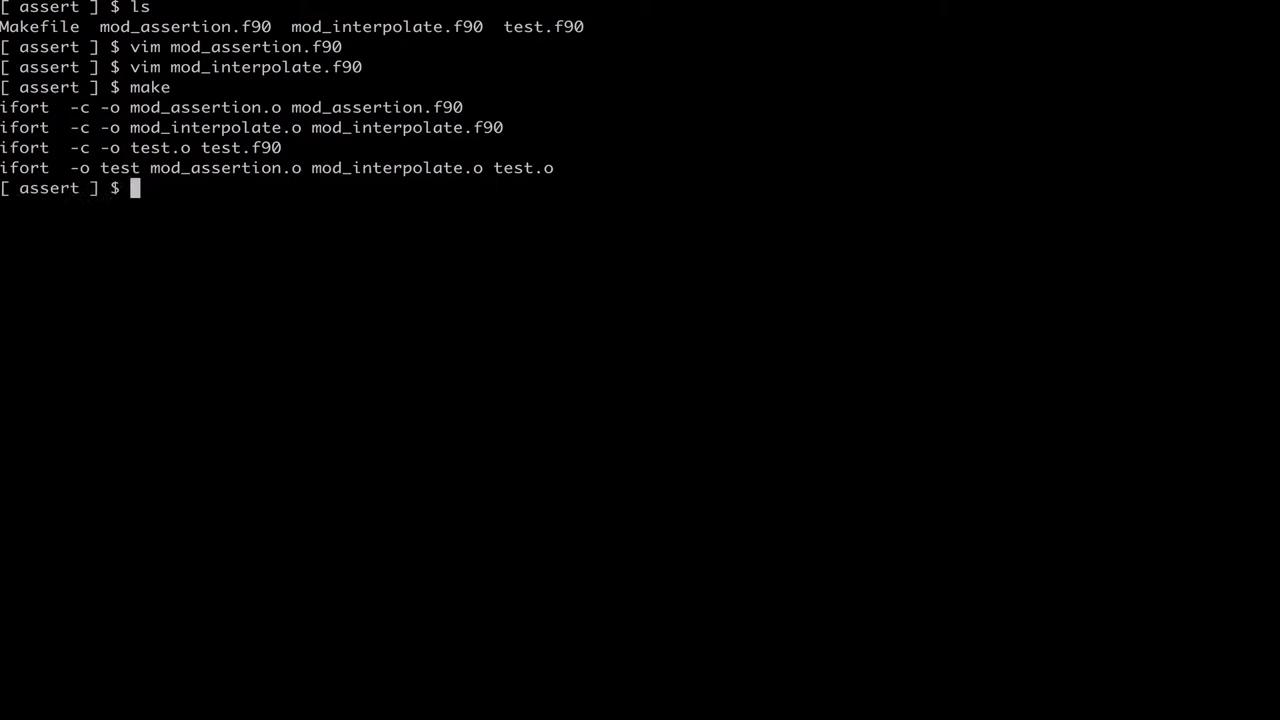 [ assert ] $ ls
Makefile  mod_assertion.f90  mod_interpolate.f90  test.f90
[ assert ] $ vim mod_assertion.f90
[ assert ] $ vim mod_interpolate.f90
[ assert ] $ make
ifort  -c -o mod_assertion.o mod_assertion.f90
ifort  -c -o mod_interpolate.o mod_interpolate.f90
ifort  -c -o test.o test.f90
ifort  -o test mod_assertion.o mod_interpolate.o test.o
[ assert ] $